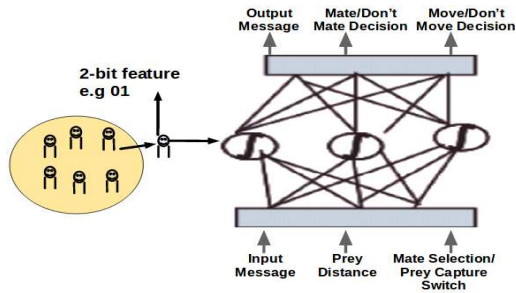 Output
Message
Mate/Don't
Mate Decision
Move/Don't
Move Decision
2-bit feature
e.g 01
Input
Message
Prey
Distance
Mate Selection/
Prey Capture
Switch